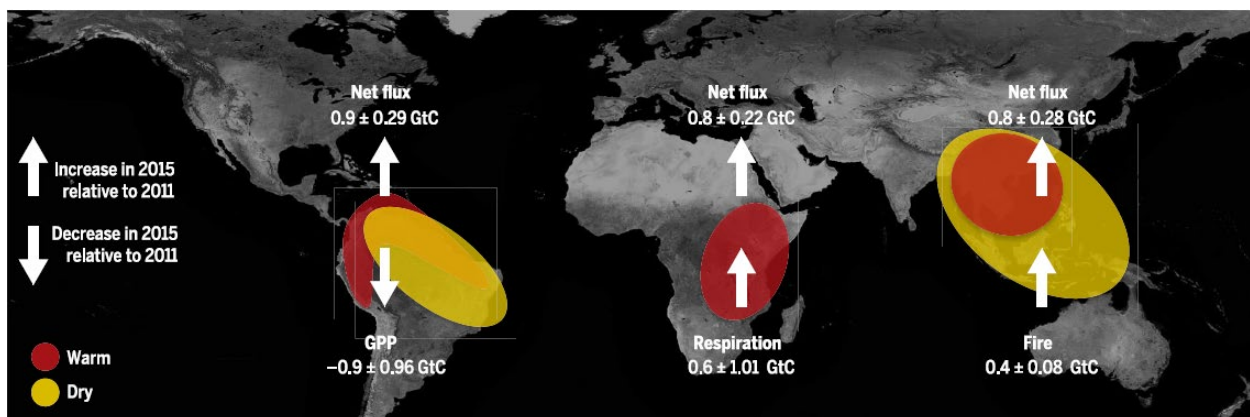 Net flux
0.9 ± 0.29 GtC
Net flux
0.8 ± 0.22 GtC
Net flux
0.8 ± 0.28 GtC
Increase in 2015
relative to 2011
Decrease in 2015
relative to 2011
GPP
−0.9 ± 0.96 GtC
Respiration
0.6 ± 1.01 GtC
Fire
0.4 ± 0.08 GtC
Warm
Dry